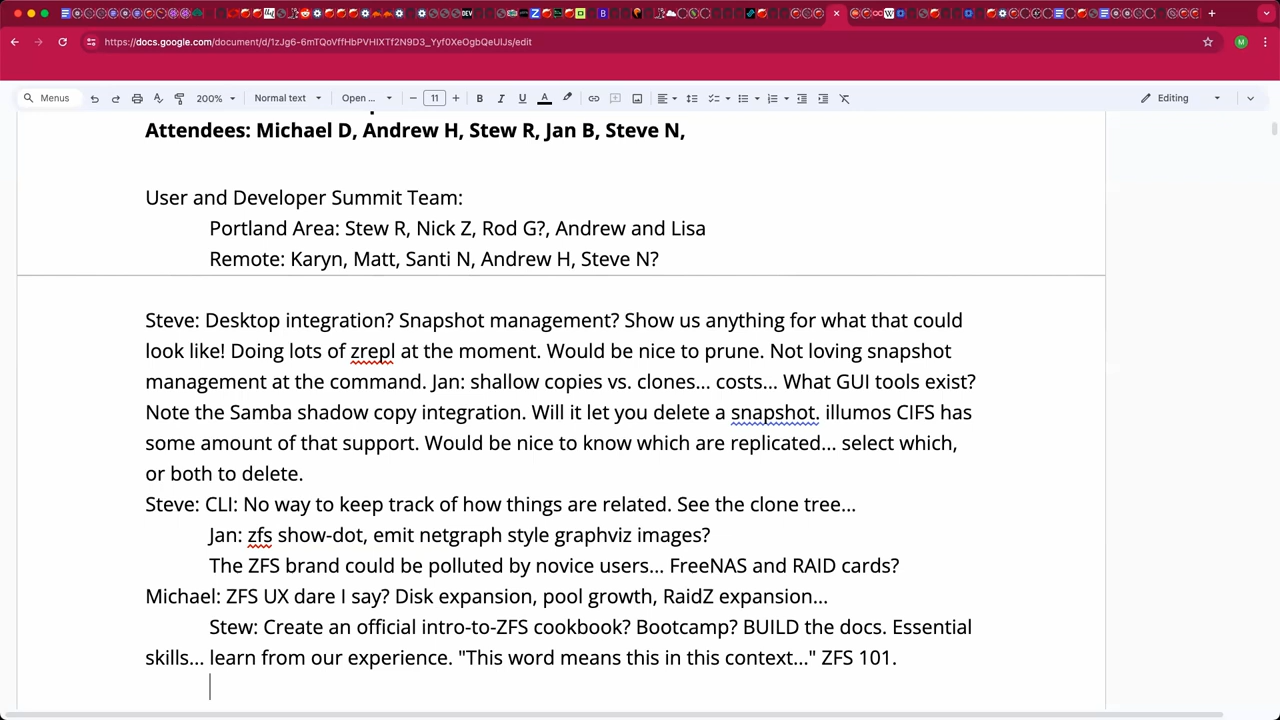 https://docs.google.com/document/d/1zJg6-6mTQoVffHbPVHIXTf2N9D3_Yyf0XeOgbQeUIJs/edit
Menus 200% Normal text Open ... 11 B I U A Editing
Attendees: Michael D, Andrew H, Stew R, Jan B, Steve N,
User and Developer Summit Team:
Portland Area: Stew R, Nick Z, Rod G?, Andrew and Lisa
Remote: Karyn, Matt, Santi N, Andrew H, Steve N?
Steve: Desktop integration? Snapshot management? Show us anything for what that could
look like! Doing lots of zrepl at the moment. Would be nice to prune. Not loving snapshot
management at the command. Jan: shallow copies vs. clones... costs... What GUI tools exist?
Note the Samba shadow copy integration. Will it let you delete a snapshot. illumos CIFS has
some amount of that support. Would be nice to know which are replicated... select which,
or both to delete.
Steve: CLI: No way to keep track of how things are related. See the clone tree...
Jan: zfs show-dot, emit netgraph style graphviz images?
The ZFS brand could be polluted by novice users... FreeNAS and RAID cards?
Michael: ZFS UX dare I say? Disk expansion, pool growth, RaidZ expansion...
Stew: Create an official intro-to-ZFS cookbook? Bootcamp? BUILD the docs. Essential
skills... learn from our experience. "This word means this in this context..." ZFS 101.